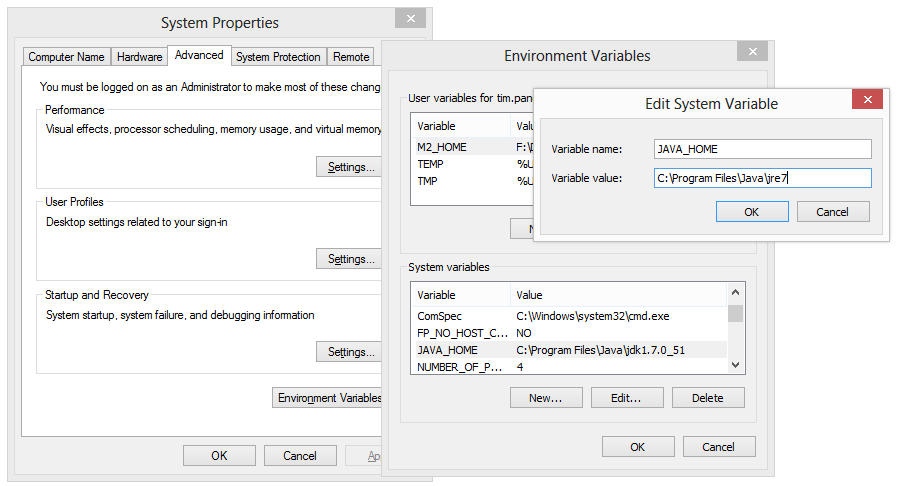 System Properties
Computer Name Hardware Advanced System Protection Remote
You must be logged on as an Administrator to make most of these chang
Performance
Visual effects, processor scheduling, memory usage, and virtual memory
Settings...
User Profiles
Desktop settings related to your sign-in
Settings...
Startup and Recovery
System startup, system failure, and debugging information
Settings...
Environment Variables
OK Cancel Ap
Environment Variables
User variables for tim.pan
Variable Valu
M2_HOME F:\D
TEMP %U
TMP %U
N
System variables
Variable Value
ComSpec C:\Windows\system32\cmd.exe
FP_NO_HOST_C... NO
JAVA_HOME C:\Program Files\Java\jdk1.7.0_51
NUMBER_OF_P... 4
New... Edit... Delete
OK Cancel
Edit System Variable
Variable name: JAVA_HOME
Variable value: C:\Program Files\Java\jre7
OK Cancel